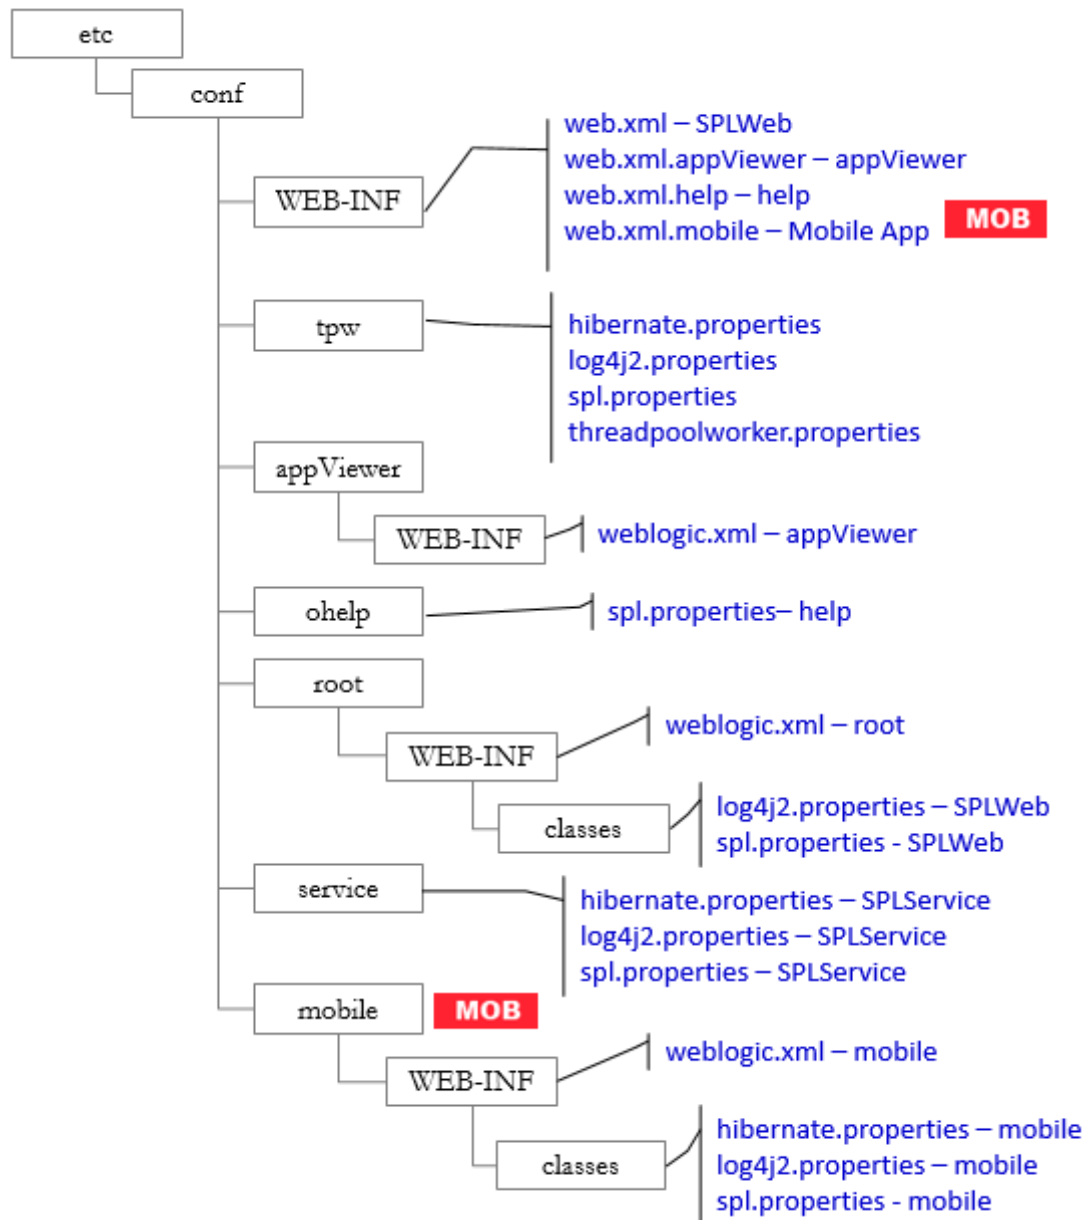 etc
conf
WEB-INF
web.xml – SPLWeb
web.xml.appViewer – appViewer
web.xml.help – help
web.xml.mobile – Mobile App
MOB
tpw
hibernate.properties
log4j2.properties
spl.properties
threadpoolworker.properties
appViewer
WEB-INF
weblogic.xml – appViewer
ohelp
spl.properties– help
root
WEB-INF
weblogic.xml – root
classes
log4j2.properties – SPLWeb
spl.properties - SPLWeb
service
hibernate.properties – SPLService
log4j2.properties – SPLService
spl.properties – SPLService
mobile
MOB
WEB-INF
weblogic.xml – mobile
classes
hibernate.properties – mobile
log4j2.properties – mobile
spl.properties - mobile